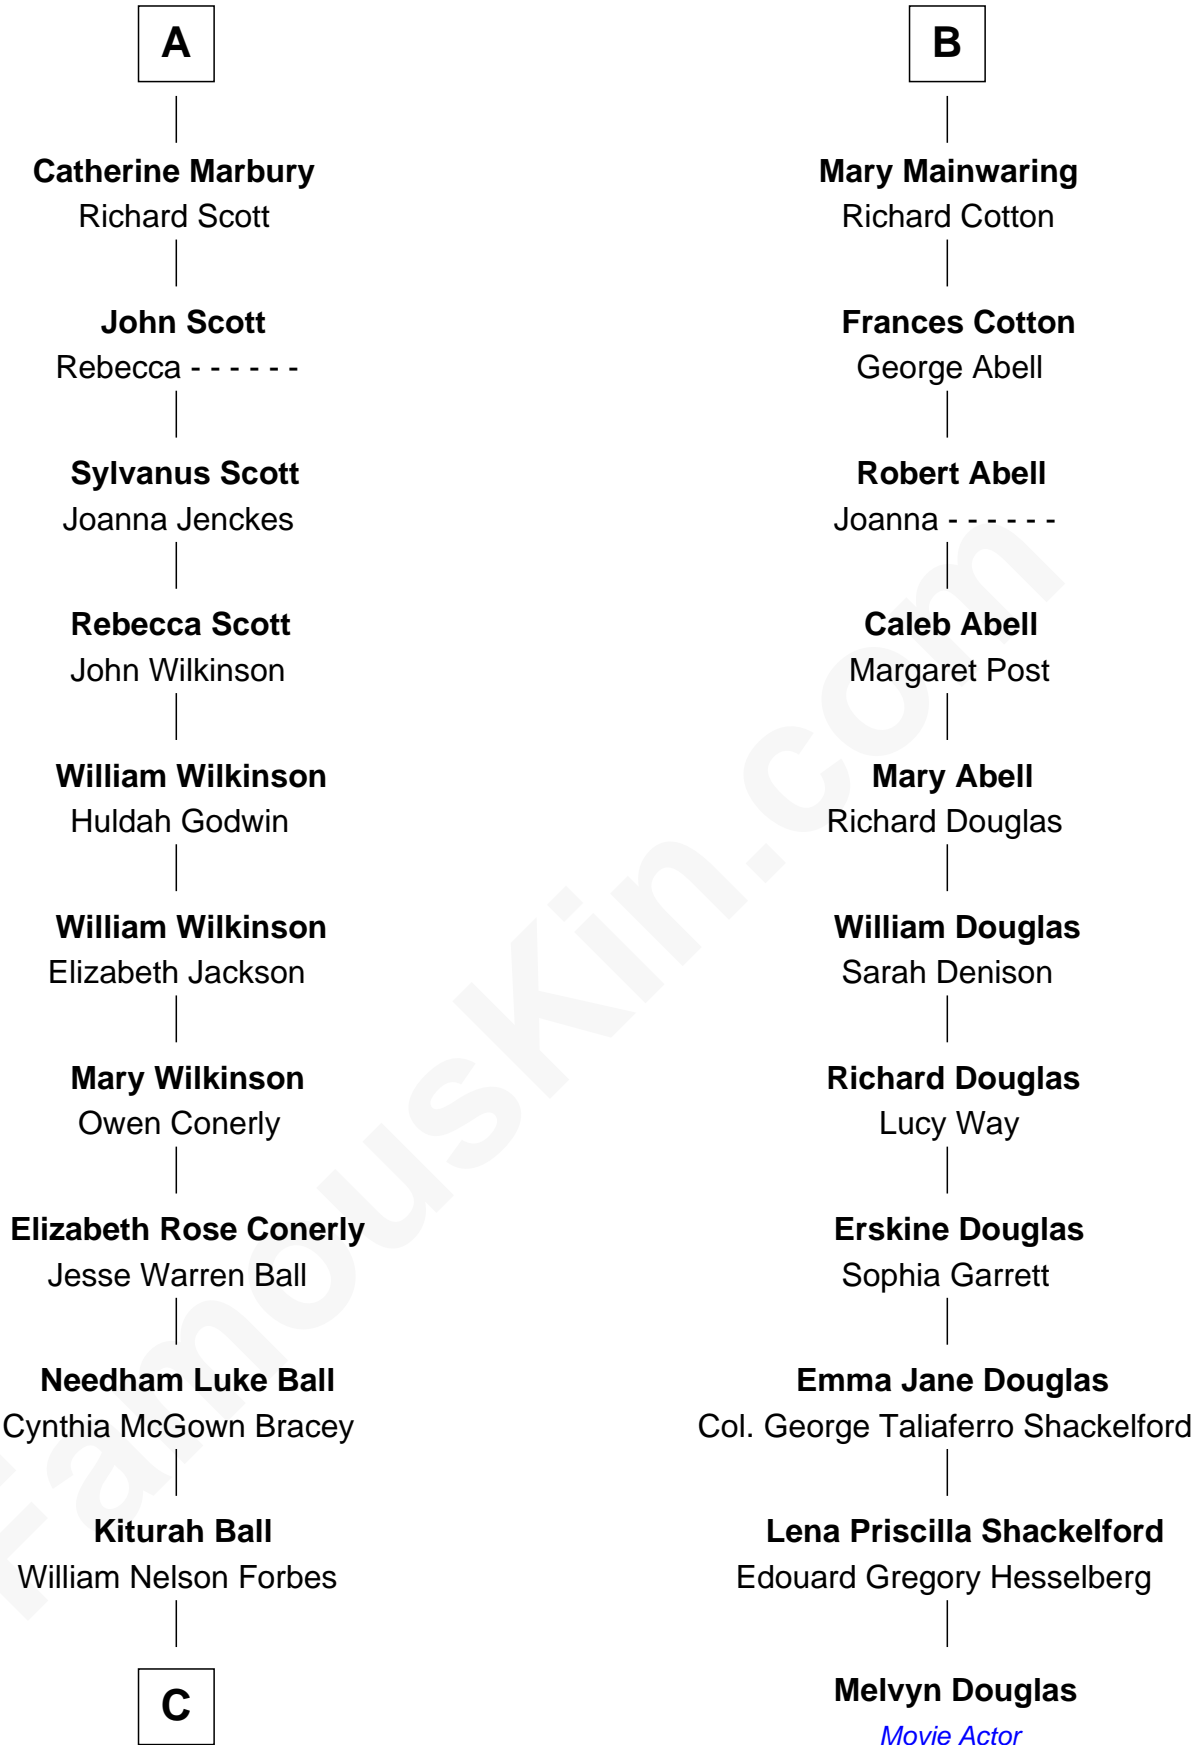 A
Catherine Marbury
Richard Scott
John Scott
Rebecca - - - - - -
Sylvanus Scott
Joanna Jenckes
Rebecca Scott
John Wilkinson
William Wilkinson
Huldah Godwin
William Wilkinson
Elizabeth Jackson
Mary Wilkinson
Owen Conerly
Elizabeth Rose Conerly
Jesse Warren Ball
Needham Luke Ball
Cynthia McGown Bracey
Kiturah Ball
William Nelson Forbes
C
B
Mary Mainwaring
Richard Cotton
Frances Cotton
George Abell
Robert Abell
Joanna - - - - - -
Caleb Abell
Margaret Post
Mary Abell
Richard Douglas
William Douglas
Sarah Denison
Richard Douglas
Lucy Way
Erskine Douglas
Sophia Garrett
Emma Jane Douglas
Col. George Taliaferro Shackelford
Lena Priscilla Shackelford
Edouard Gregory Hesselberg
Melvyn Douglas
Movie Actor
FamousKin.com